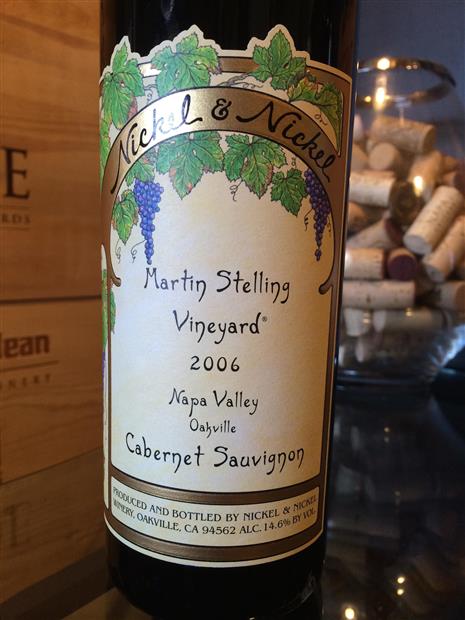 Nickel & Nickel
Martin Stelling
Vineyard®
2006
Napa Valley
Oakville
Cabernet Sauvignon
PRODUCED AND BOTTLED BY NICKEL & NICKEL
WINERY, OAKVILLE, CA 94562 ALC. 14.6% BY VOL.